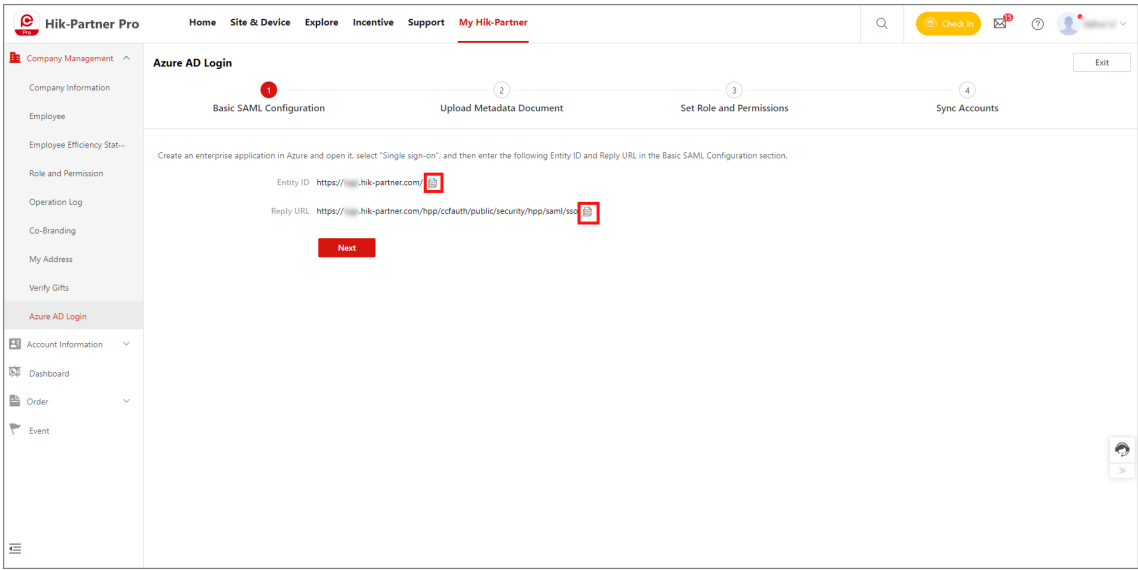 Hik-Partner Pro
Pro
Home Site & Device Explore Incentive Support My Hik-Partner
Check In
15
Company Management
Company Information
Employee
Employee Efficiency Stat···
Role and Permission
Operation Log
Co-Branding
My Address
Verify Gifts
Azure AD Login
Account Information
Dashboard
Order
Event
Azure AD Login
Exit
1 2 3 4
Basic SAML Configuration Upload Metadata Document Set Role and Permissions Sync Accounts
Create an enterprise application in Azure and open it, select "Single sign-on", and then enter the following Entity ID and Reply URL in the Basic SAML Configuration section.
Entity ID https:// .hik-partner.com/
Reply URL https:// .hik-partner.com/hpp/ccfauth/public/security/hpp/saml/sso
Next